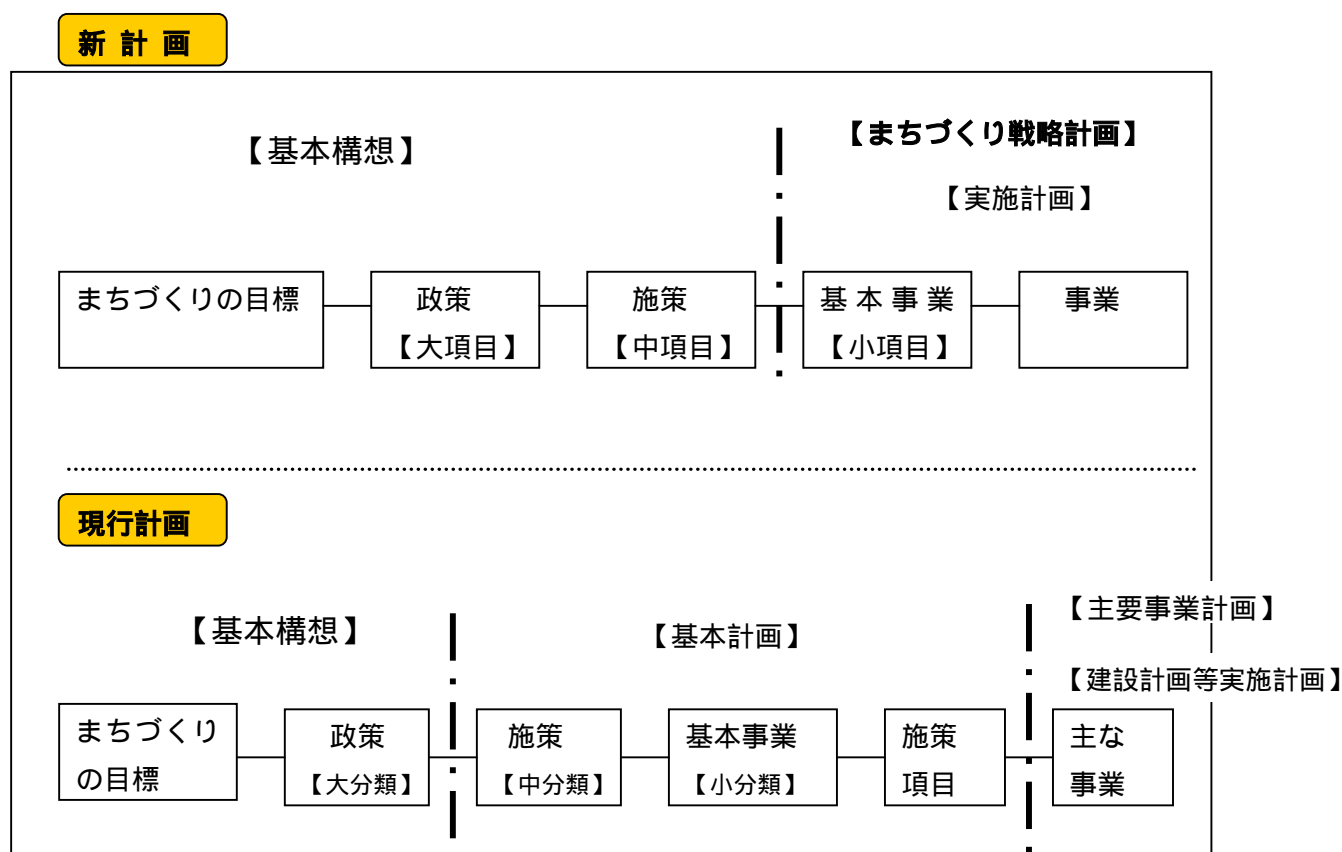 新 計 画
【基本構想】
【まちづくり戦略計画】
【実施計画】
まちづくりの目標
政策
【大項目】
施策
【中項目】
基 本 事 業
【小項目】
事業
現行計画
【基本構想】
【基本計画】
【主要事業計画】
【建設計画等実施計画】
まちづくり
の目標
政策
【大分類】
施策
【中分類】
基本事業
【小分類】
施策
項目
主な
事業